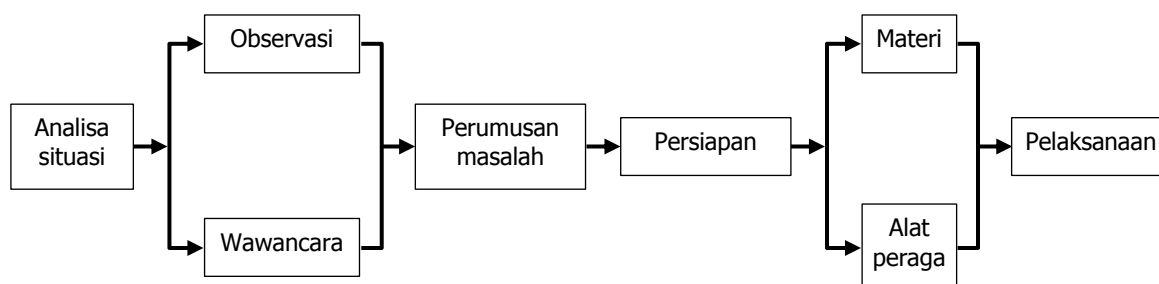 Analisa
situasi
Observasi
Wawancara
Perumusan
masalah
Persiapan
Materi
Alat
peraga
Pelaksanaan